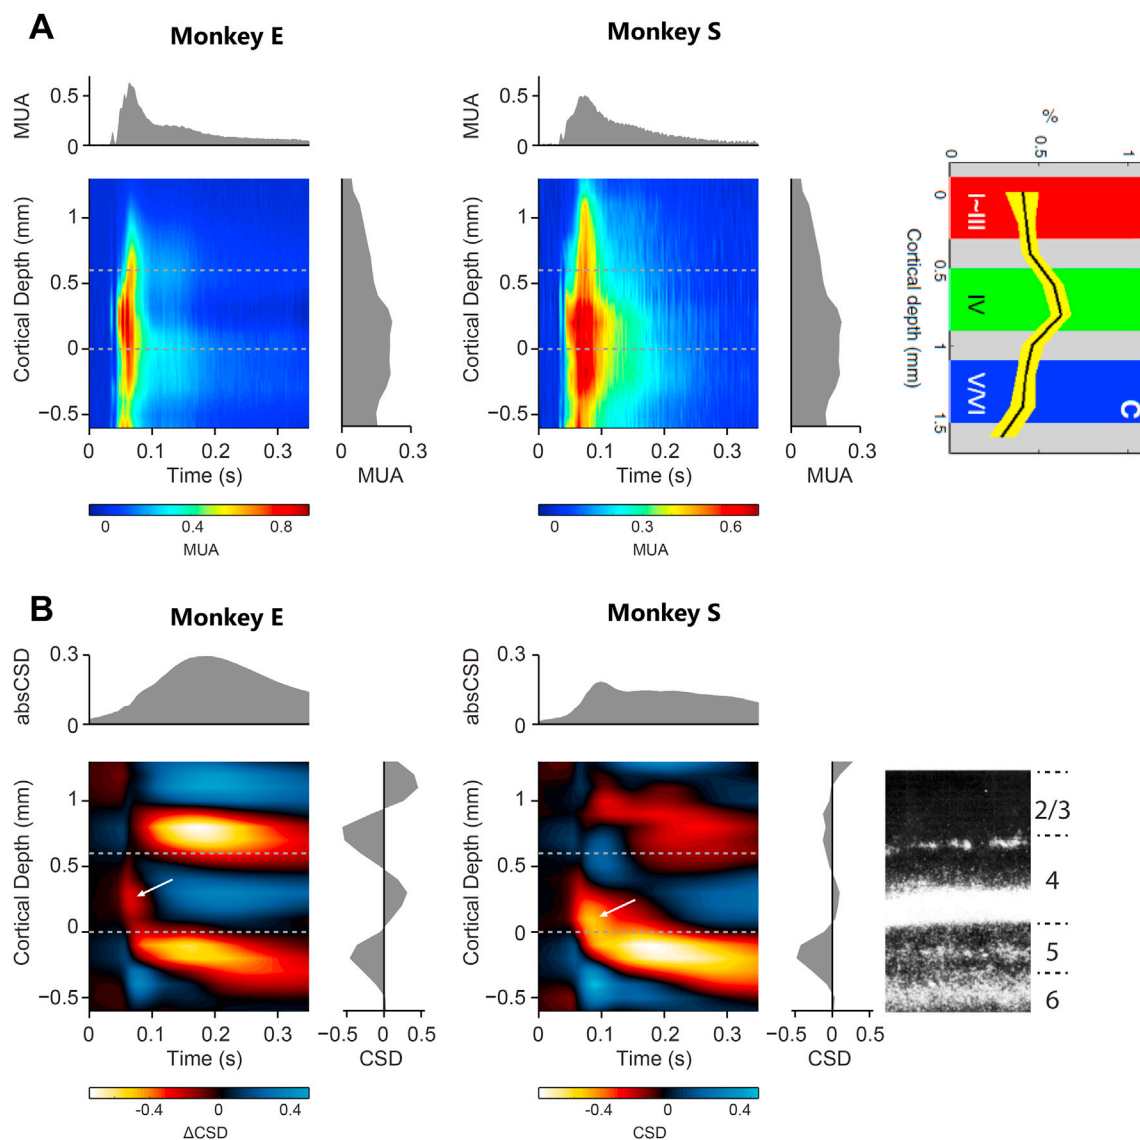 A
Monkey E
Monkey S
MUA
0.5
0
MUA
0.5
0
Cortical Depth (mm)
1
0.5
0
−0.5
0
0.1
0.2
0.3
Time (s)
0
0.3
MUA
0
0.4
0.8
MUA
Cortical Depth (mm)
1
0.5
0
−0.5
0
0.1
0.2
0.3
Time (s)
0
0.3
MUA
0
0.3
0.6
MUA
%
0
0.5
1
0
0.5
1
1.5
Cortical depth (mm)
I~III
IV
V/VI
C
B
Monkey E
Monkey S
absCSD
0.3
0
absCSD
0.3
0
Cortical Depth (mm)
1
0.5
0
−0.5
0
0.1
0.2
0.3
Time (s)
−0.5
0
0.5
CSD
-0.4
0
0.4
ΔCSD
Cortical Depth (mm)
1
0.5
0
−0.5
0
0.1
0.2
0.3
Time (s)
−0.5
0
0.5
CSD
-0.4
0
0.4
CSD
2/3
4
5
6